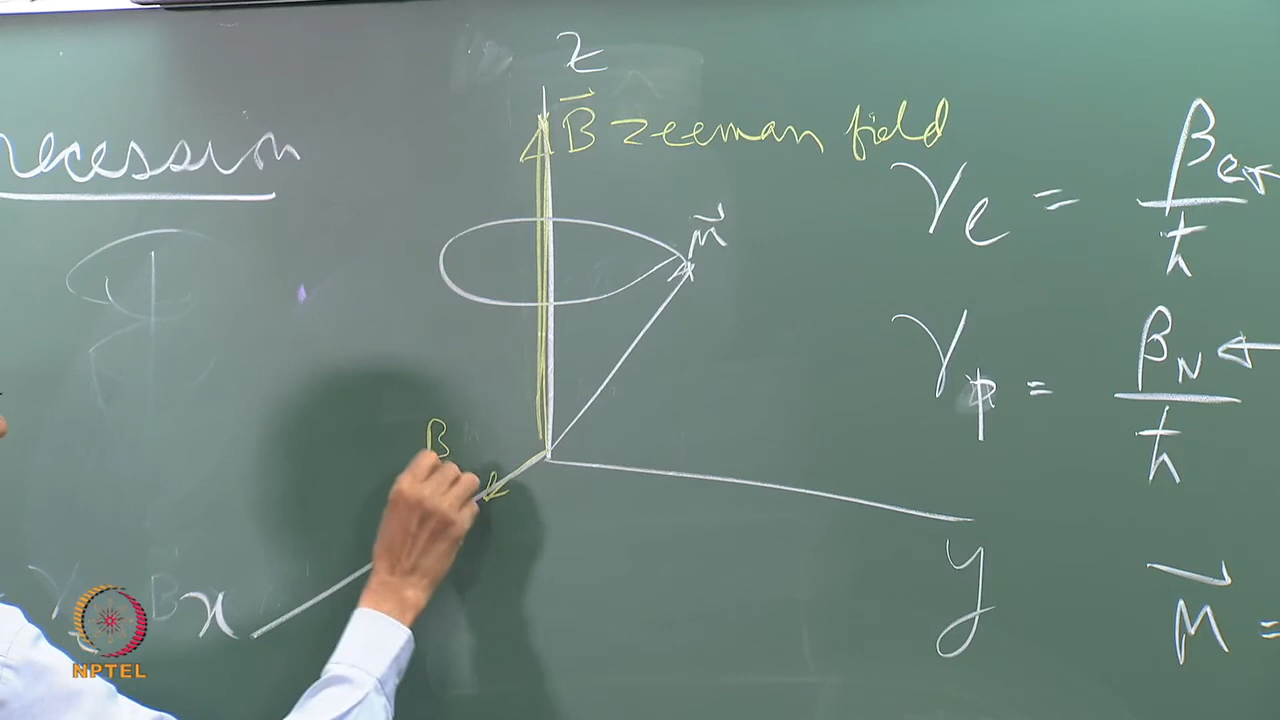 recession
z
B⃗ zeeman field
M⃗
B
x
y
γe = βe / ħ
γp = βN / ħ
M⃗ =
NPTEL